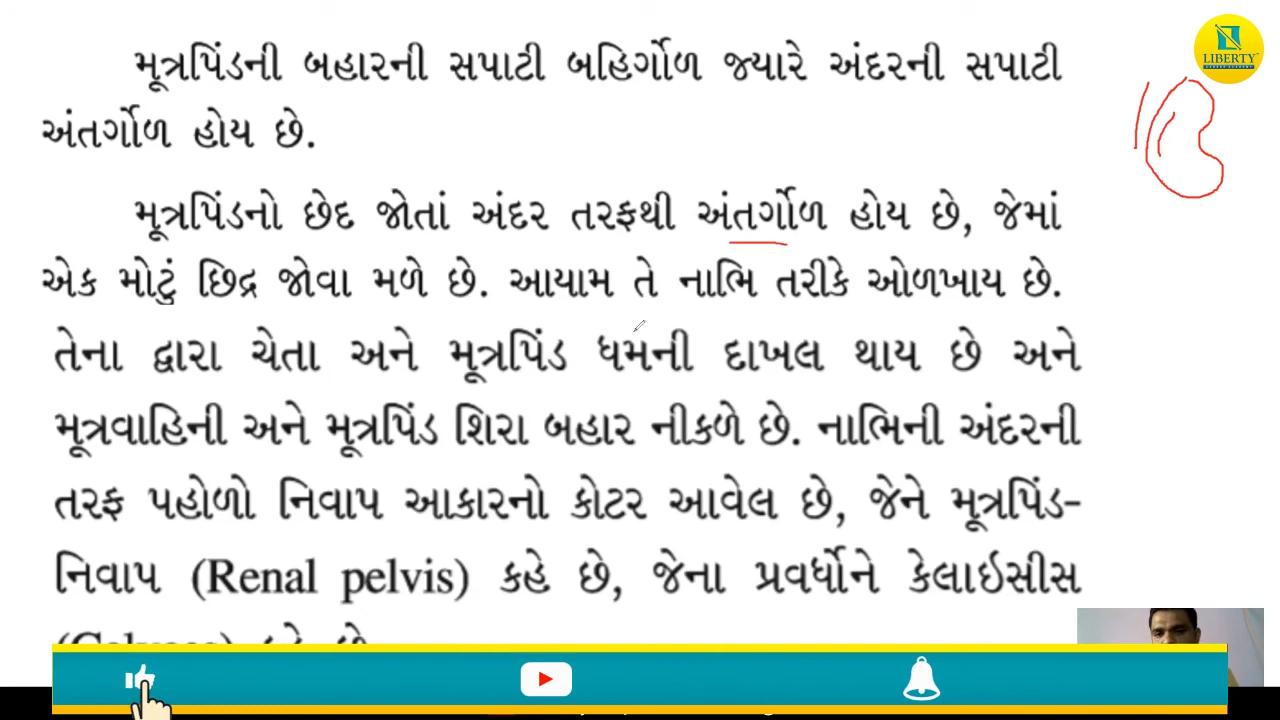 મૂત્રપિંડની બહારની સપાટી બહિર્ગોળ જ્યારે અંદરની સપાટી
અંતર્ગોળ હોય છે.
મૂત્રપિંડનો છેદ જોતાં અંદર તરફથી અંતર્ગોળ હોય છે, જેમાં
એક મોટું છિદ્ર જોવા મળે છે. આયામ તે નાભિ તરીકે ઓળખાય છે.
તેના દ્વારા ચેતા અને મૂત્રપિંડ ધમની દાખલ થાય છે અને
મૂત્રવાહિની અને મૂત્રપિંડ શિરા બહાર નીકળે છે. નાભિની અંદરની
તરફ પહોળો નિવાપ આકારનો કોટર આવેલ છે, જેને મૂત્રપિંડ-
નિવાપ (Renal pelvis) કહે છે, જેના પ્રવર્ધોને કેલાઇસીસ
LIBERTY